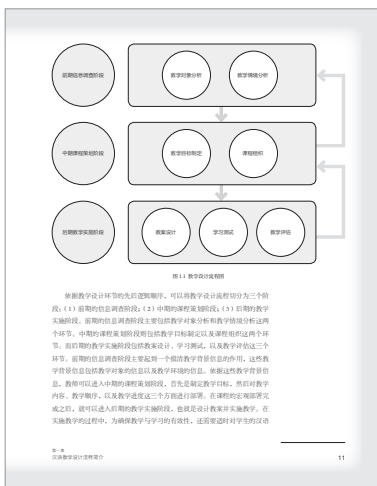 前期信息调查阶段
教学对象分析
教学情境分析
中期课程策划阶段
教学目标制定
课程组织
后期教学实施阶段
教案设计
学习测试
教学评估
图 1.1 教学设计流程图
依据教学设计环节的先后逻辑顺序，可以将教学设计流程切分为三个阶
段：（1）前期的信息调查阶段；（2）中期的课程策划阶段；（3）后期的教学
实施阶段。前期的信息调查阶段主要包括教学对象分析和教学情境分析这两
个环节。中期的课程策划阶段则包括教学目标制定以及课程组织这两个环
节。而后期的教学实施阶段包括教案设计，学习测试，以及教学评估这三个
环节。前期的信息调查阶段主要起到一个摸清教学背景信息的作用，这些教
学背景信息包括教学对象的信息以及教学环境的信息。依据这些教学背景信
息，教师可以进入中期的课程策划阶段，首先是制定教学目标，然后对教学
内容、教学顺序，以及教学进度这三个方面进行部署。在课程的宏观部署完
成之后，就可以进入后期的教学实施阶段，也就是设计教案并实施教学。在
实施教学的过程中，为确保教学与学习的有效性，还需要适时对学生的汉语
第一章
汉语教学设计流程简介
11